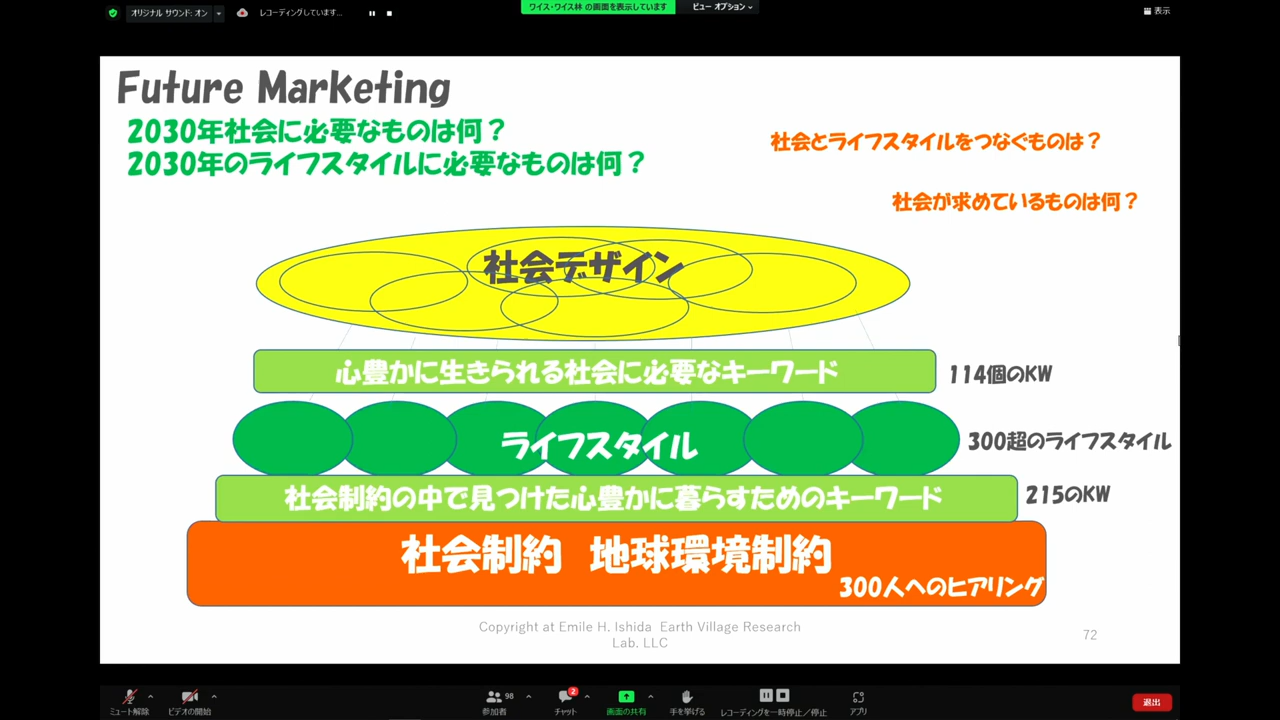 オリジナル サウンド: オン
レコーディングしています...
ワイス・ワイス林 の画面を表示しています
ビュー オプション
表示
Future Marketing
2030年社会に必要なものは何？
2030年のライフスタイルに必要なものは何？
社会とライフスタイルをつなぐものは？
社会が求めているものは何？
社会デザイン
心豊かに生きられる社会に必要なキーワード
114個のKW
ライフスタイル
300超のライフスタイル
社会制約の中で見つけた心豊かに暮らすためのキーワード
215のKW
社会制約 地球環境制約
300人へのヒアリング
Copyright at Emile H. Ishida Earth Village Research
Lab. LLC
72
ミュート解除
ビデオの開始
98
参加者
2
チャット
画面の共有
手を挙げる
レコーディングを一時停止／停止
アプリ
退出